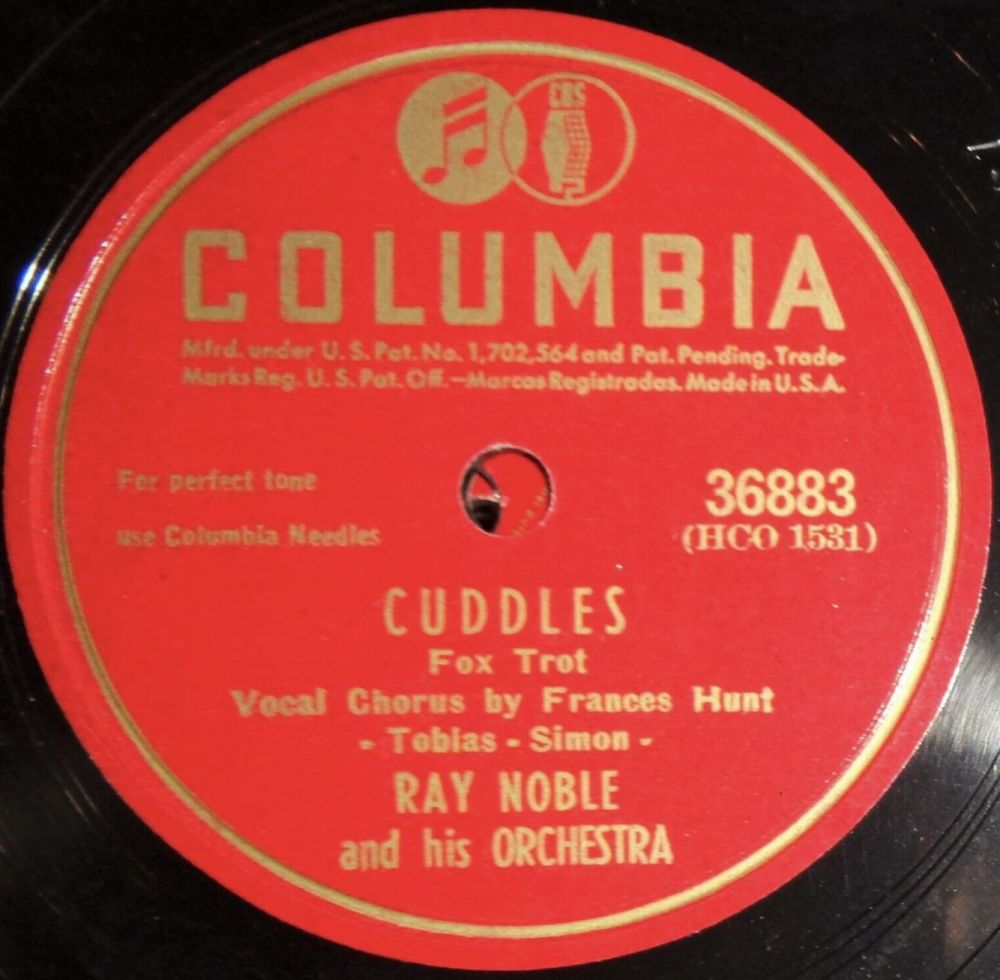 CBS
COLUMBIA
Mfrd. under U. S. Pat. No. 1,702,564 and Pat. Pending. Trade-
Marks Reg. U. S. Pat. Off. —Marcas Registradas. Made in U. S. A.
For perfect tone
use Columbia Needles
36883
(HCO 1531)
CUDDLES
Fox Trot
Vocal Chorus by Frances Hunt
- Tobias - Simon -
RAY NOBLE
and his ORCHESTRA